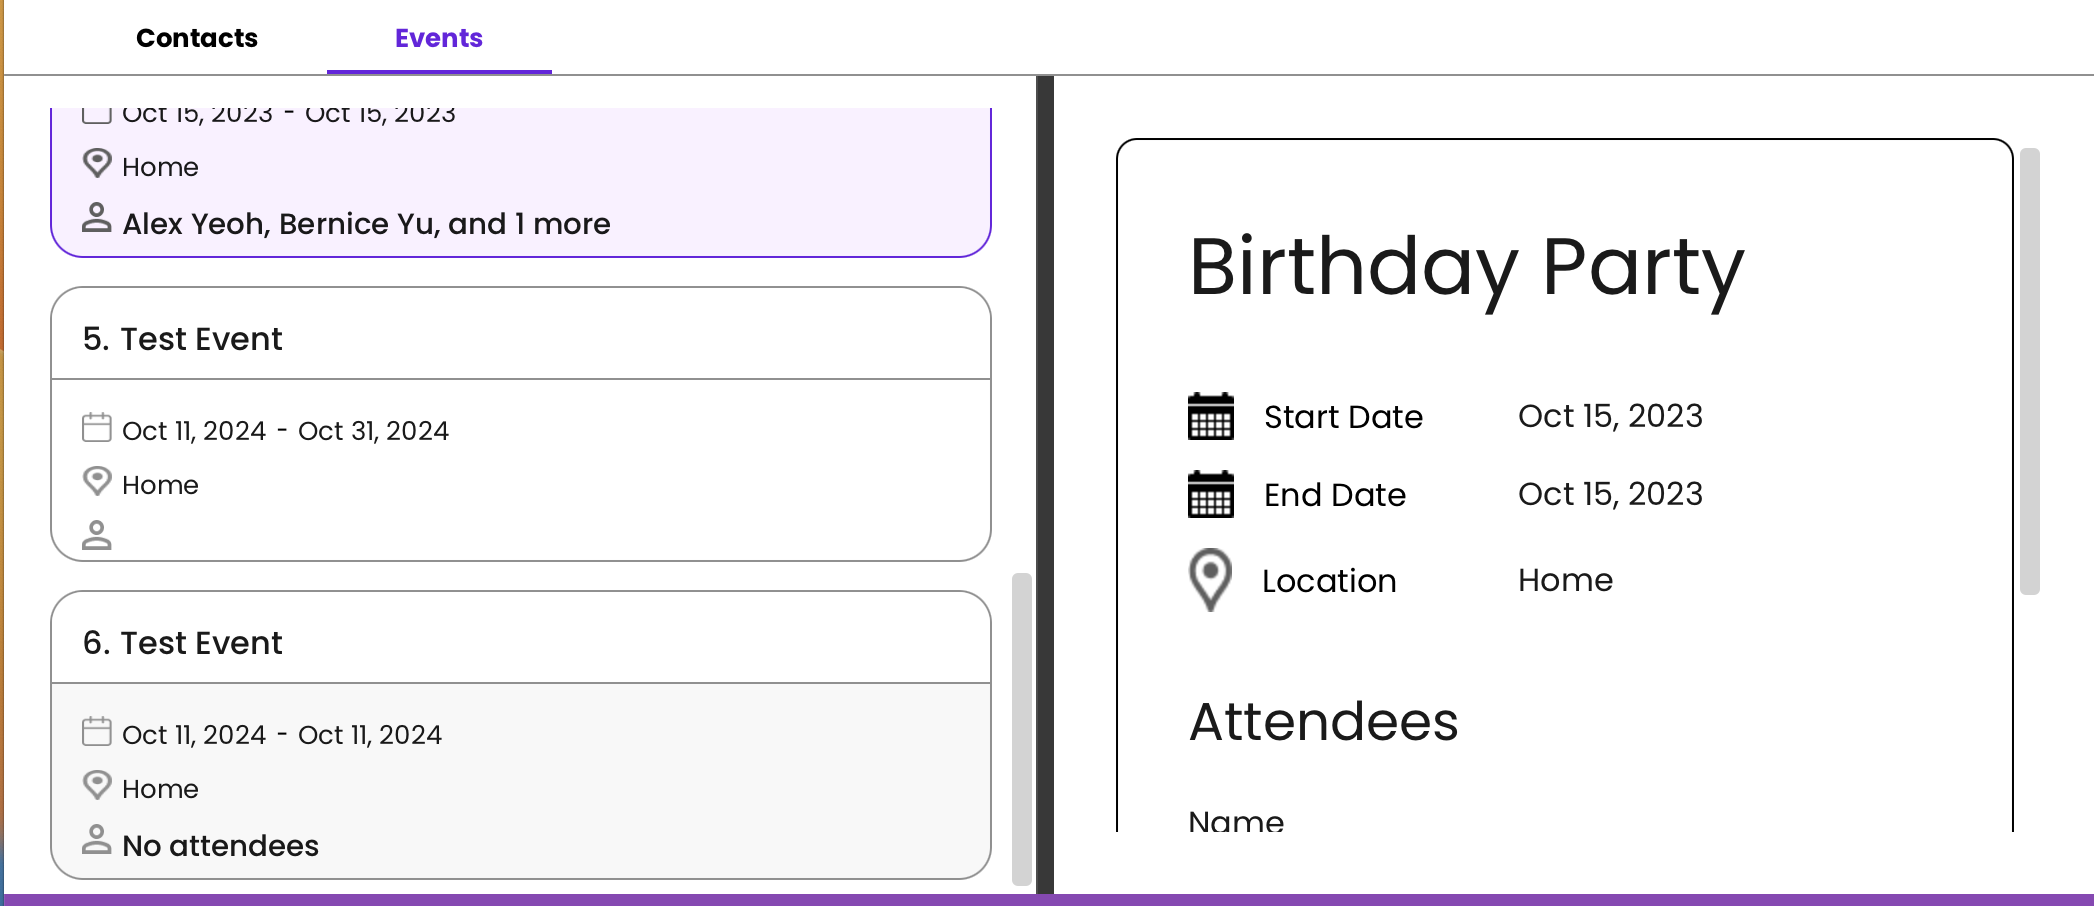 Contacts
Events
Oct 15, 2023 - Oct 15, 2023
Home
Alex Yeoh, Bernice Yu, and 1 more
5. Test Event
Oct 11, 2024 - Oct 31, 2024
Home
6. Test Event
Oct 11, 2024 - Oct 11, 2024
Home
No attendees
Birthday Party
Start Date Oct 15, 2023
End Date Oct 15, 2023
Location Home
Attendees
Name